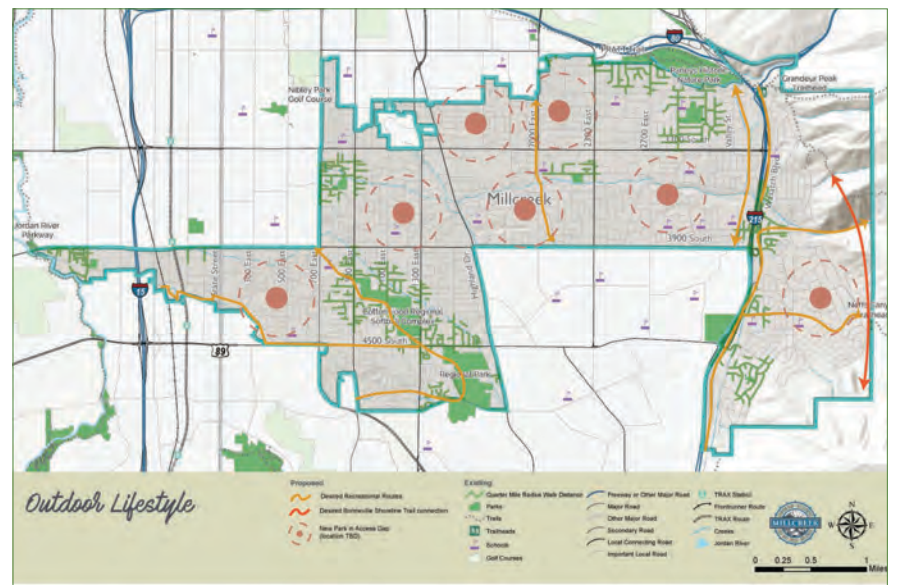 80
Grandeur Peak
Trailhead
Nibley Park
Golf Course
2300 East
2700 East
Millcreek
3900 South
215
Jordan River
Parkway
State Street
500 East
700 East
Highland Dr
15
4500 South
89
Outdoor Lifestyle
Proposed
Desired Recreational Routes
Desired Bonneville Shoreline Trail connection
New Park in Access Gap
(location TBD)
Existing
Quarter Mile Radius Walk Distance
Parks
Trails
Trailheads
Schools
Golf Courses
Freeway or Other Major Road
Major Road
Other Major Road
Secondary Road
Local Connecting Road
Important Local Road
TRAX Station
Frontrunner Route
TRAX Route
Creeks
Jordan River
MILLCREEK
N
W
E
S
0 0.25 0.5 1
Miles